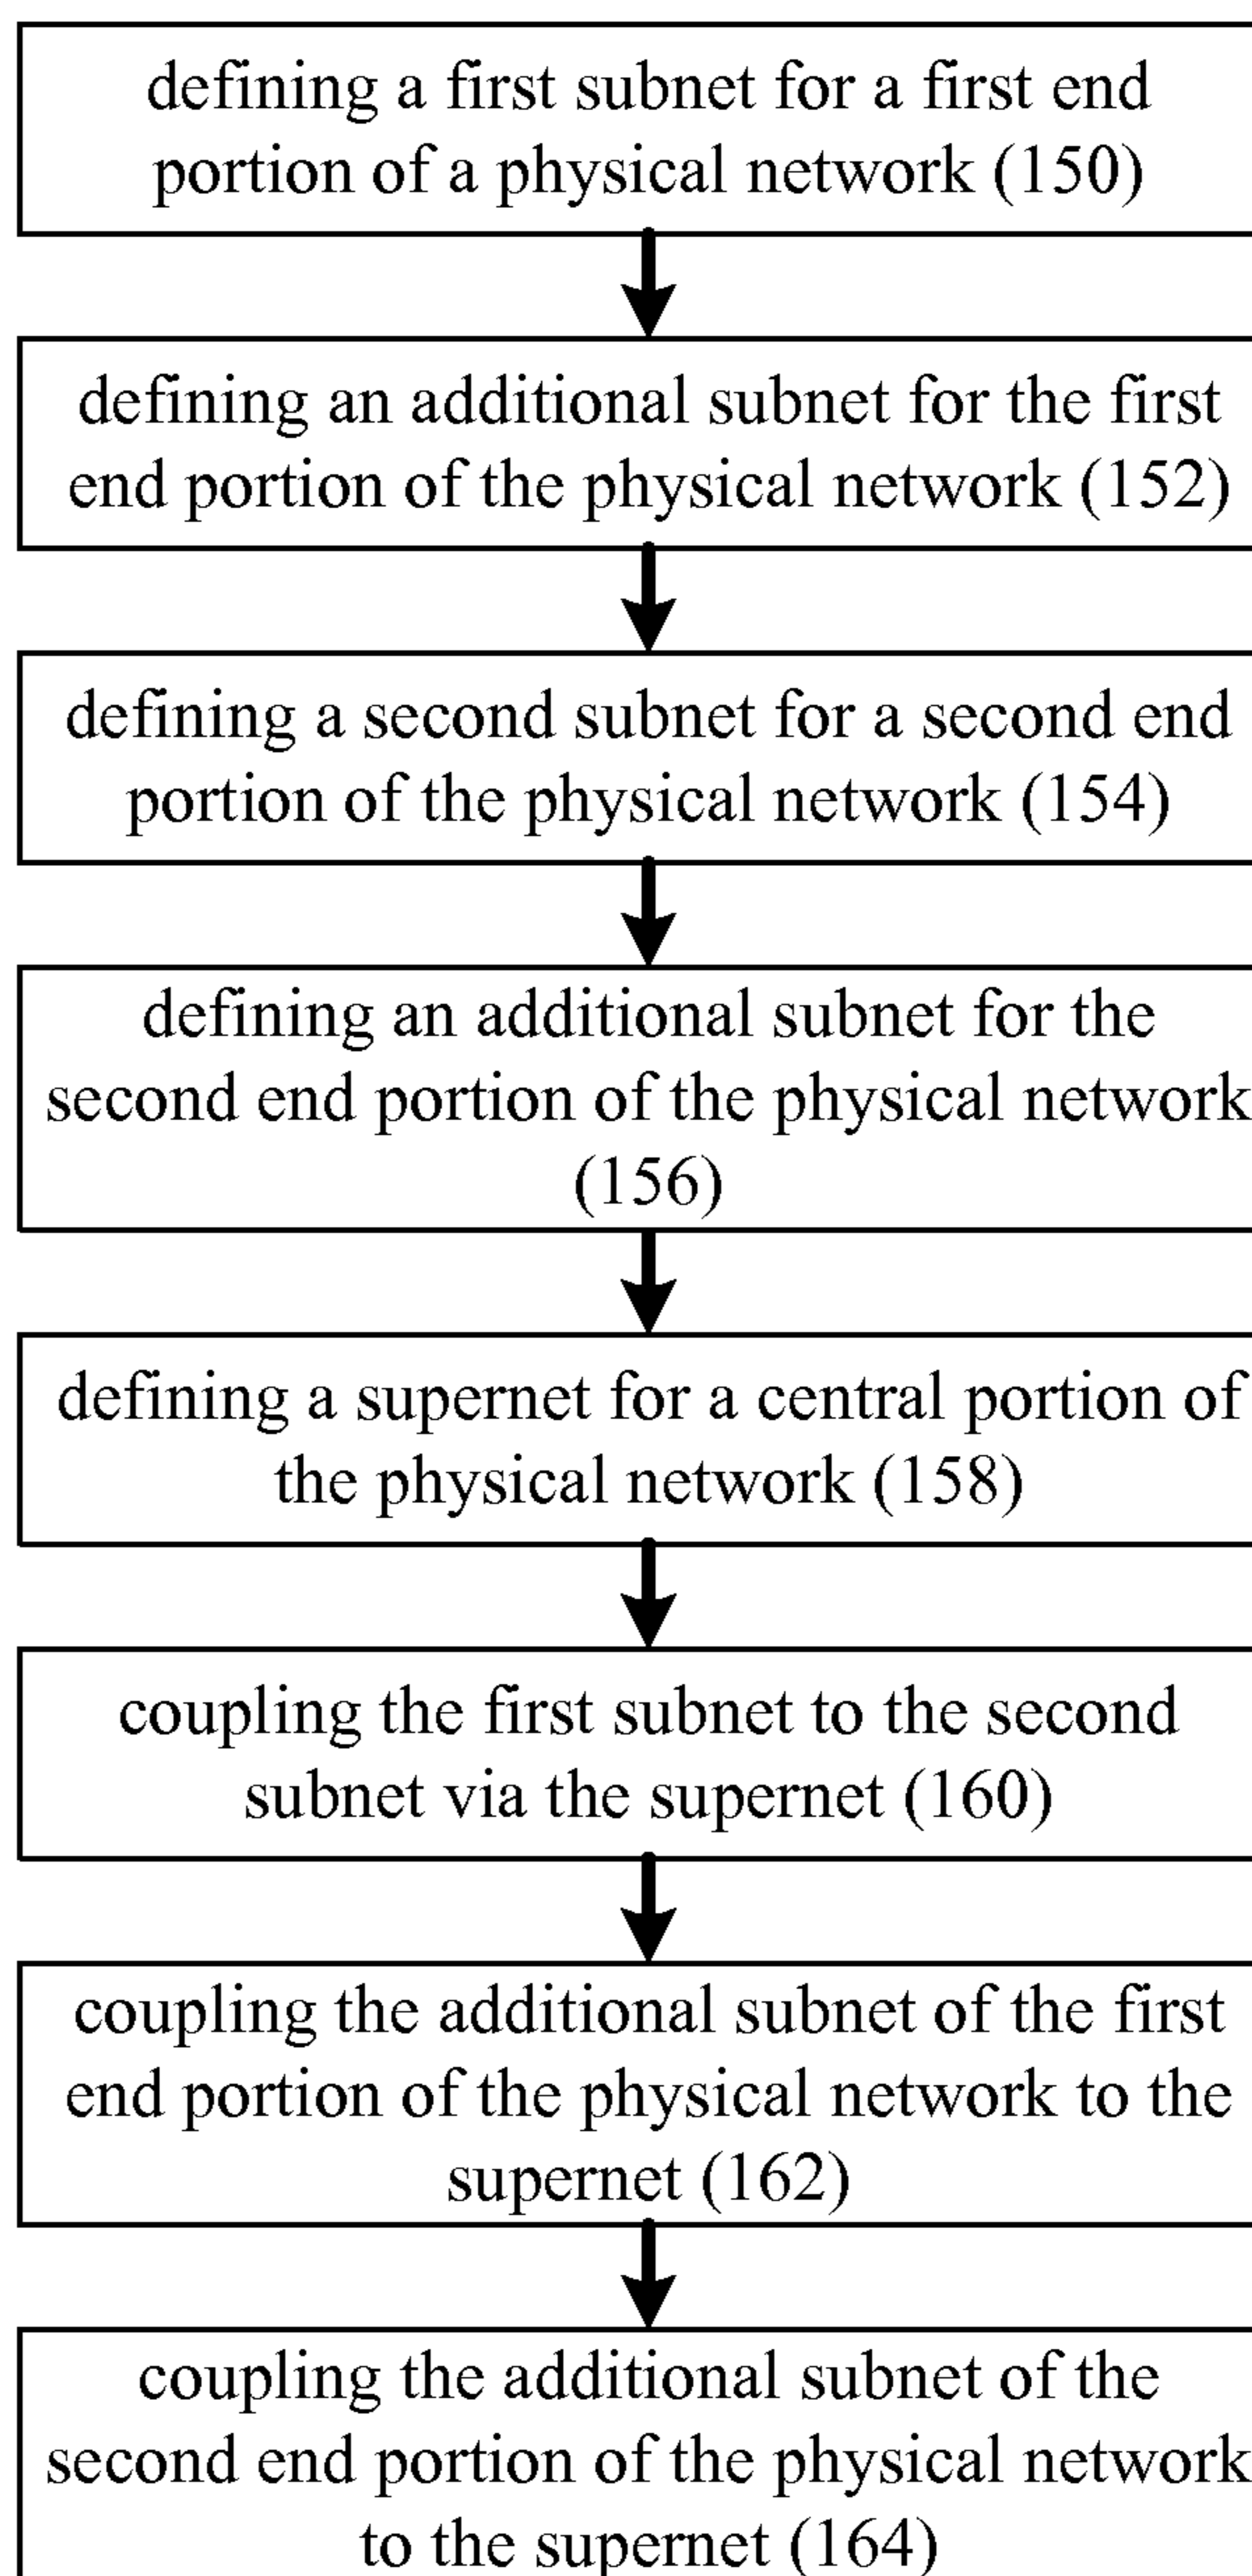 defining a first subnet for a first end
portion of a physical network (150)
defining an additional subnet for the first
end portion of the physical network (152)
defining a second subnet for a second end
portion of the physical network (154)
defining an additional subnet for the
second end portion of the physical network
(156)
defining a supernet for a central portion of
the physical network (158)
coupling the first subnet to the second
subnet via the supernet (160)
coupling the additional subnet of the first
end portion of the physical network to the
supernet (162)
coupling the additional subnet of the
second end portion of the physical network
to the supernet (164)